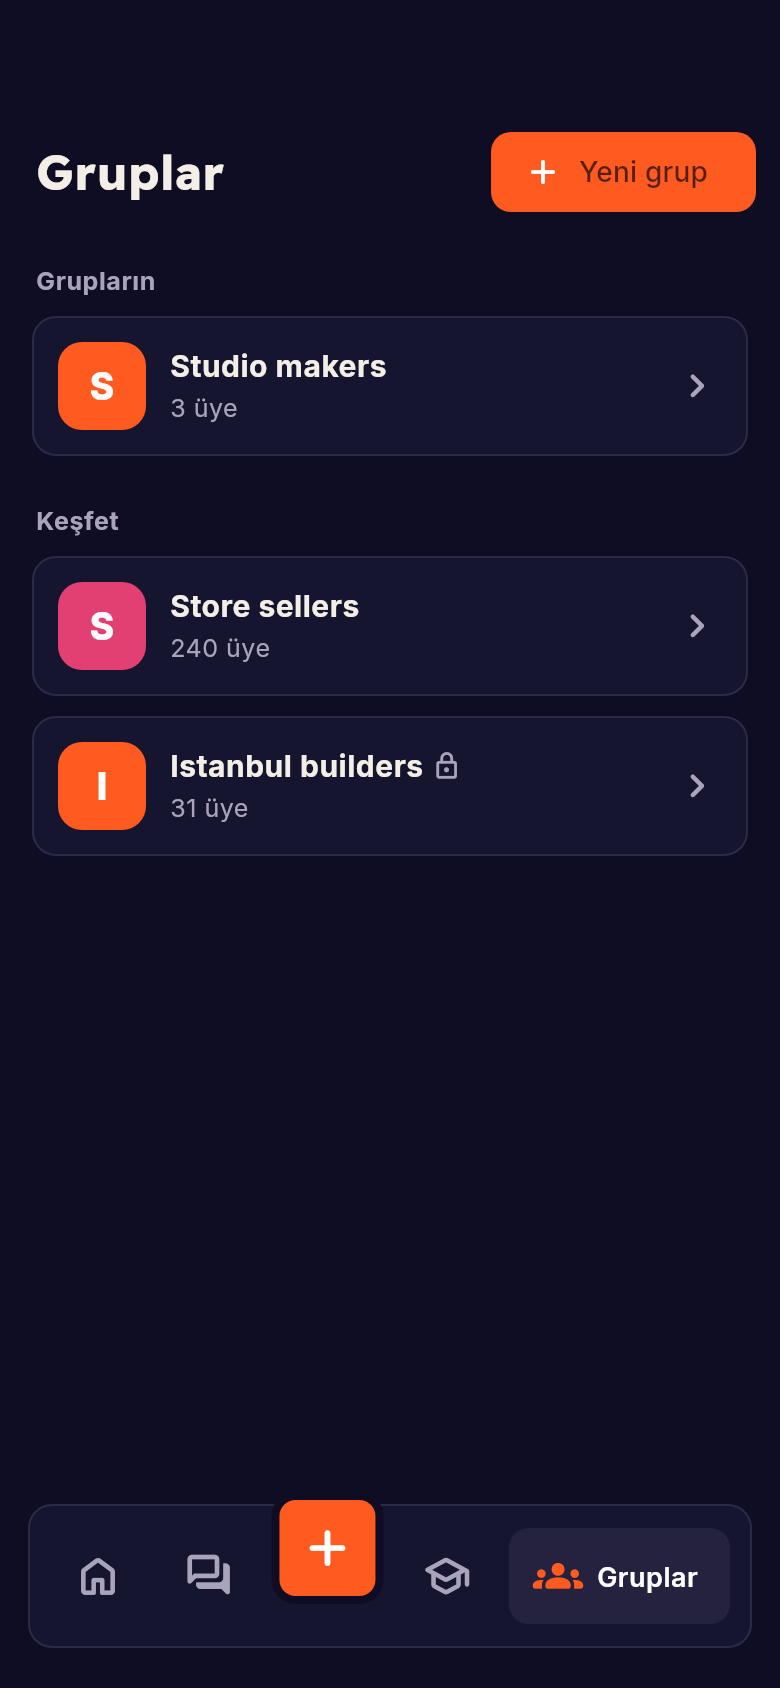 Gruplar
Yeni grup
Grupların
S
Studio makers
3 üye
Keşfet
S
Store sellers
240 üye
I
Istanbul builders
31 üye
Gruplar